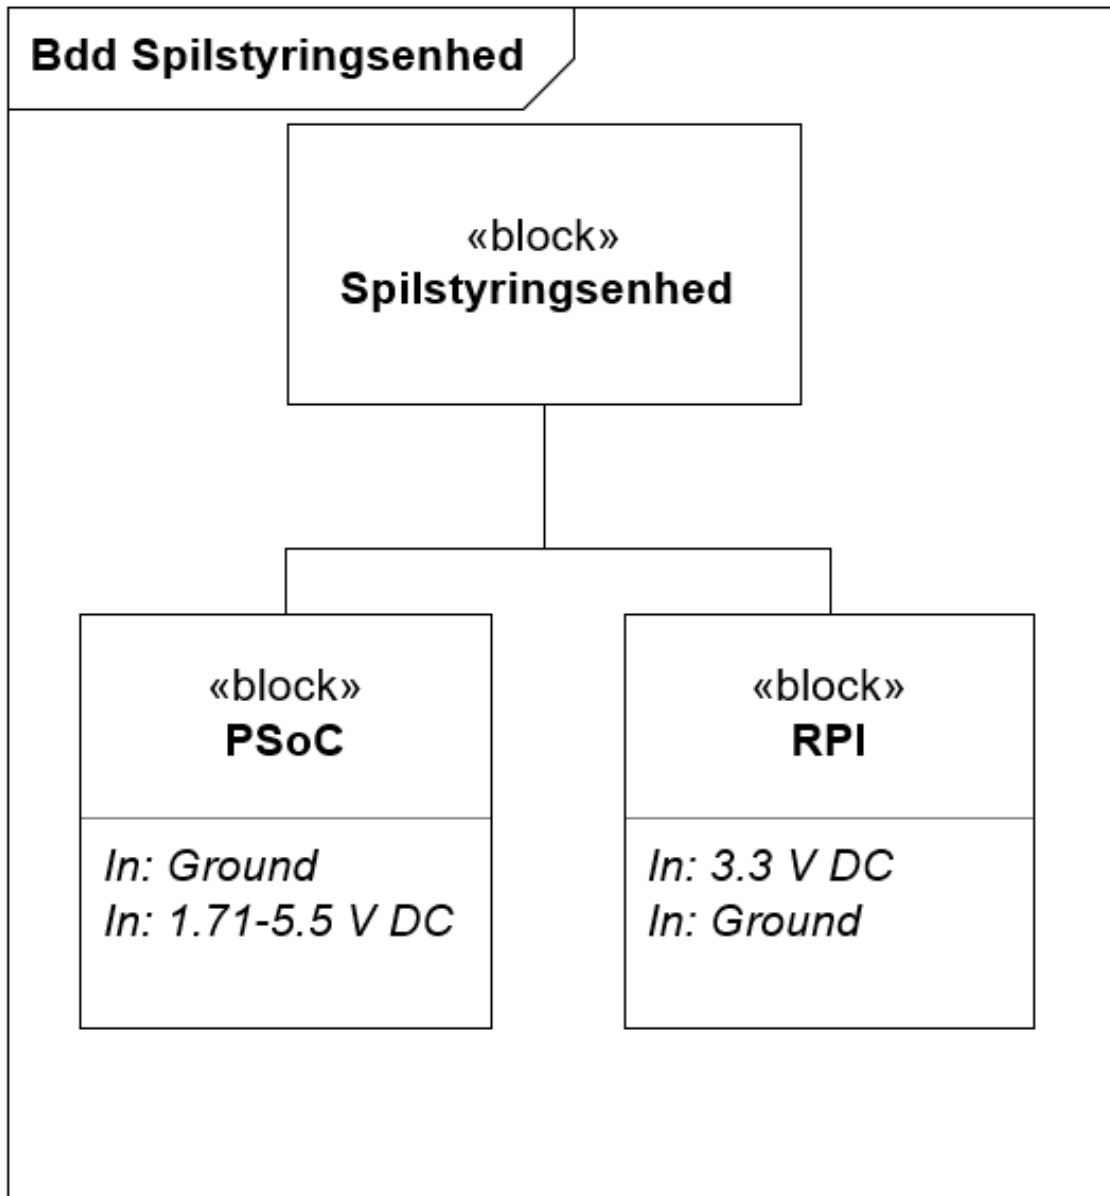 Bdd Spilstyringsenhed
«block»
Spilstyringsenhed
«block»
PSoC
In: Ground
In: 1.71-5.5 V DC
«block»
RPI
In: 3.3 V DC
In: Ground